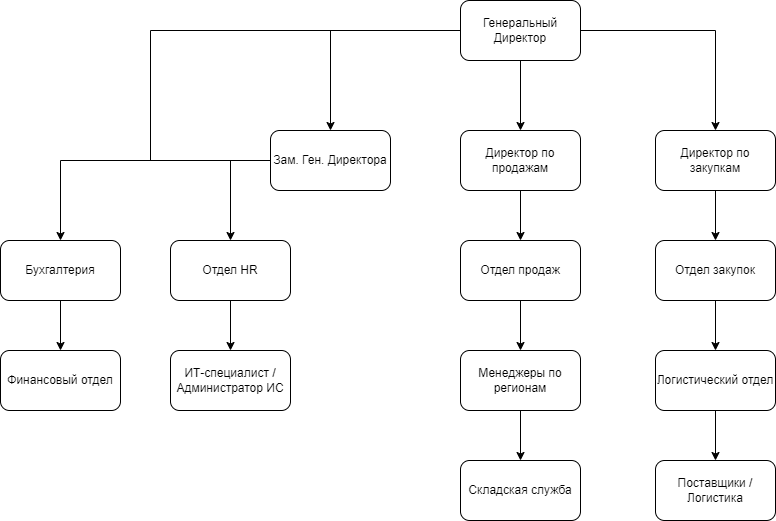 Генеральный
Директор
Зам. Ген. Директора
Директор по
продажам
Директор по
закупкам
Бухгалтерия
Отдел HR
Отдел продаж
Отдел закупок
Финансовый отдел
ИТ-специалист /
Администратор ИС
Менеджеры по
регионам
Логистический отдел
Складская служба
Поставщики /
Логистика